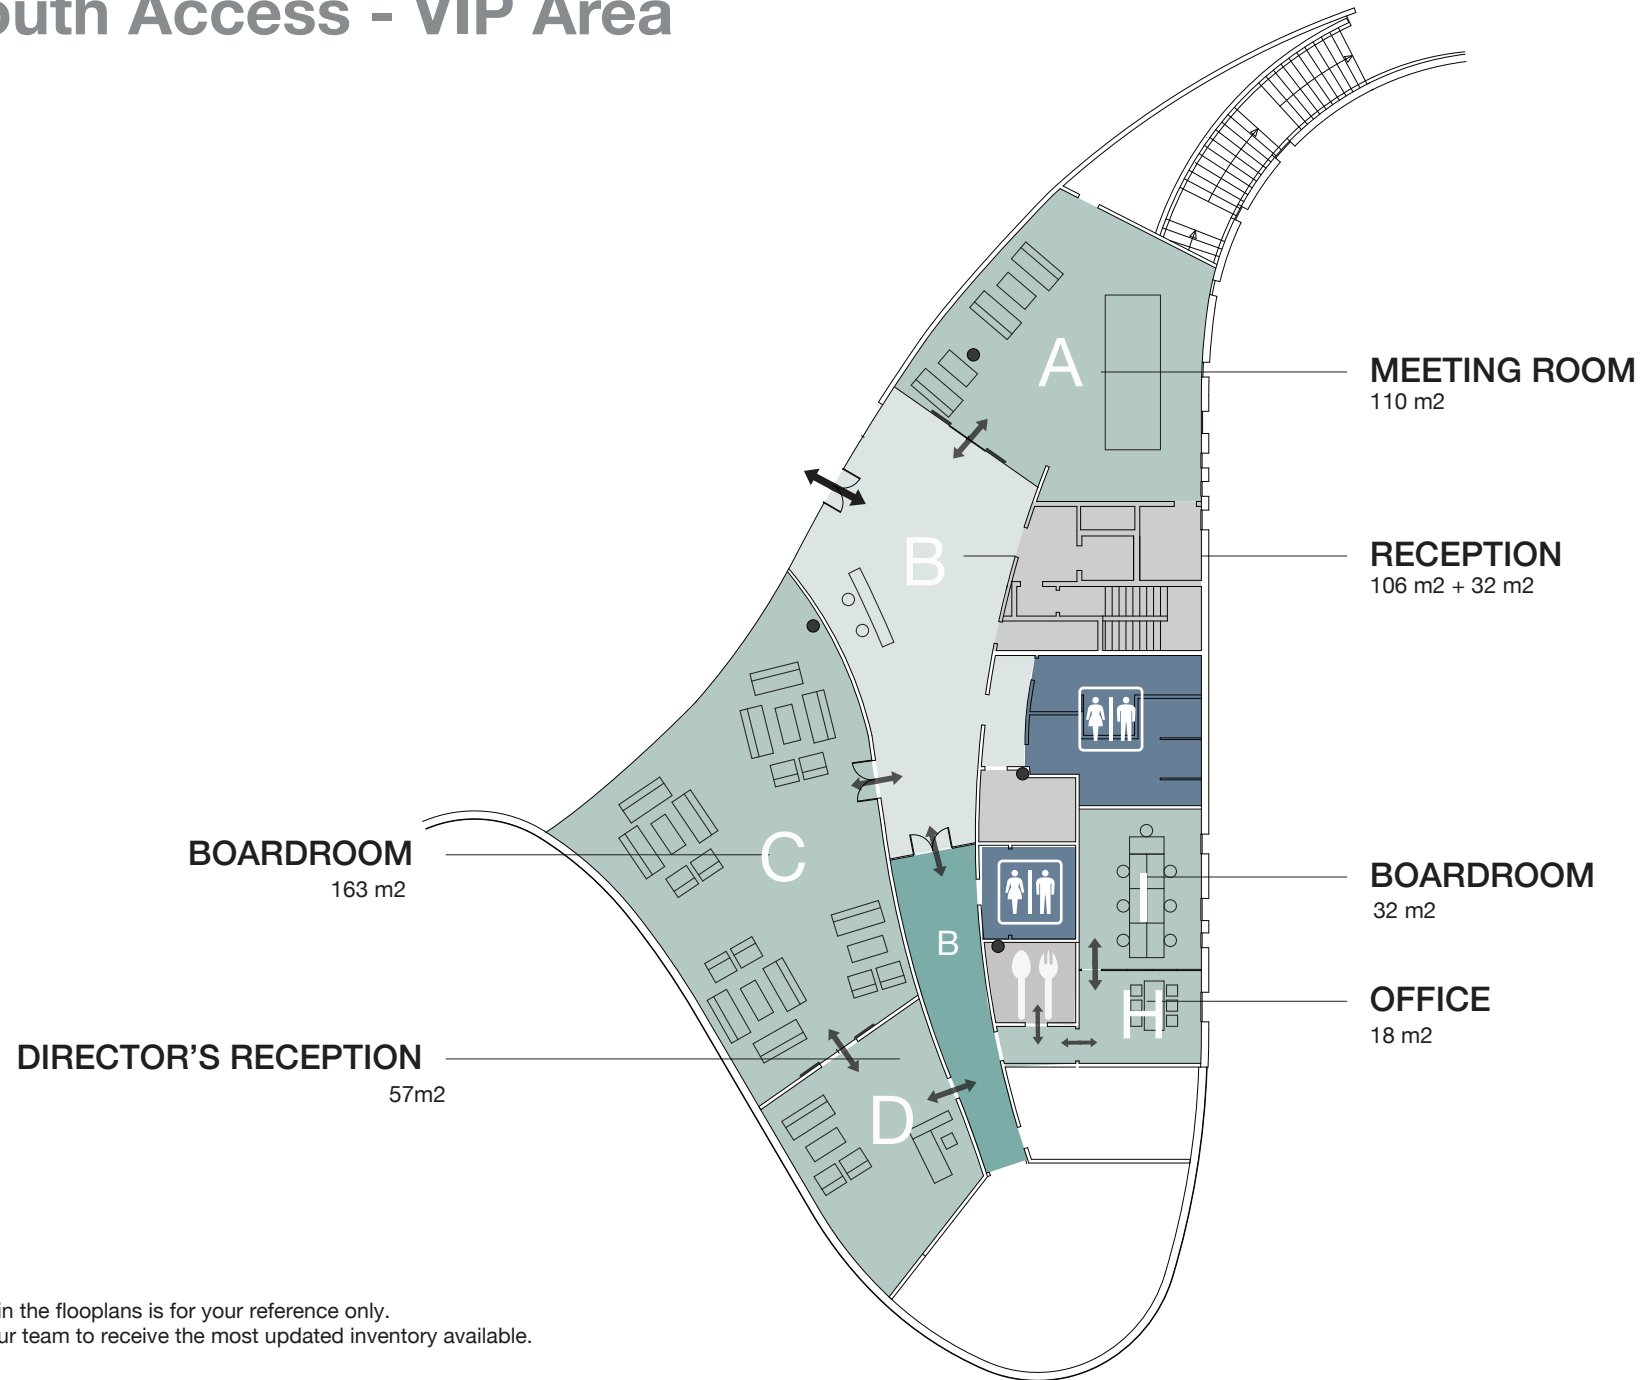 outh Access - VIP Area
A
MEETING ROOM
110 m2
B
RECEPTION
106 m2 + 32 m2
BOARDROOM
163 m2
C
I
BOARDROOM
32 m2
B
H
OFFICE
18 m2
DIRECTOR’S RECEPTION
57m2
D
in the flooplans is for your reference only.
ur team to receive the most updated inventory available.